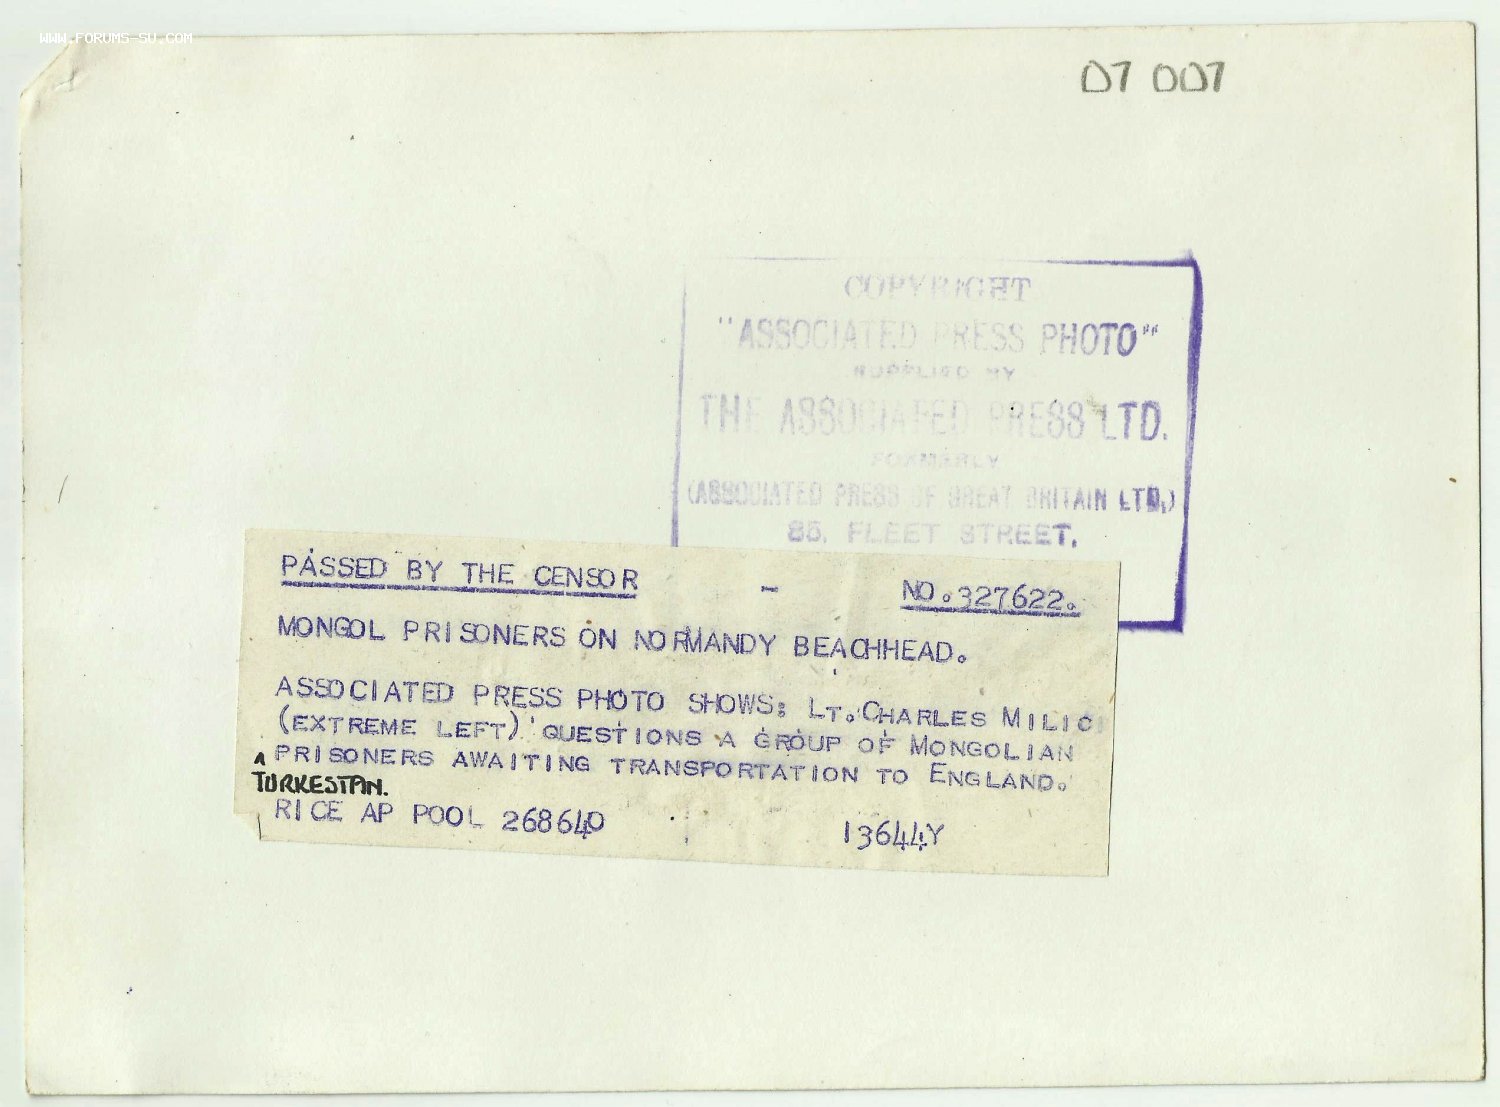 WWW.FORUMS-SU.COM
07 007
COPYRIGHT
"ASSOCIATED PRESS PHOTO"
SUPPLIED BY
THE ASSOCIATED PRESS LTD.
FORMERLY
(ASSOCIATED PRESS OF GREAT BRITAIN LTD.)
85, FLEET STREET.
PASSED BY THE CENSOR - NO.327622.
MONGOL PRISONERS ON NORMANDY BEACHHEAD.
ASSOCIATED PRESS PHOTO SHOWS: LT.CHARLES MILICI
(EXTREME LEFT) QUESTIONS A GROUP OF MONGOLIAN
PRISONERS AWAITING TRANSPORTATION TO ENGLAND.
TURKESTAN.
RICE AP POOL 268640 13644Y